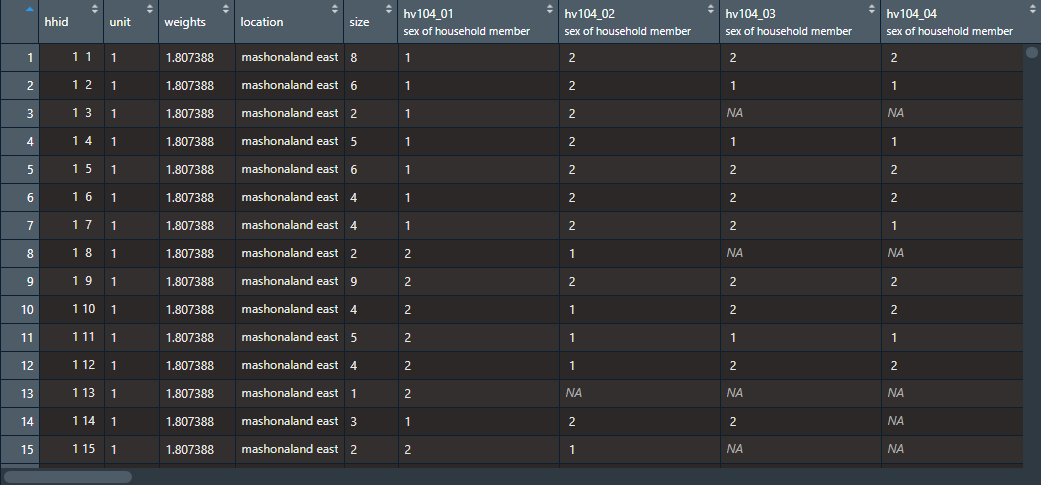 hhid unit weights location size hv104_01 sex of household member hv104_02 sex of household member hv104_03 sex of household member hv104_04 sex of household member
1 1 1 1 1.807388 mashonaland east 8 1 2 2 2
2 1 2 1 1.807388 mashonaland east 6 1 2 1 1
3 1 3 1 1.807388 mashonaland east 2 1 2 NA NA
4 1 4 1 1.807388 mashonaland east 5 1 2 1 1
5 1 5 1 1.807388 mashonaland east 6 1 2 2 2
6 1 6 1 1.807388 mashonaland east 4 1 2 2 2
7 1 7 1 1.807388 mashonaland east 4 1 2 2 1
8 1 8 1 1.807388 mashonaland east 2 2 1 NA NA
9 1 9 1 1.807388 mashonaland east 9 2 2 2 2
10 1 10 1 1.807388 mashonaland east 4 2 1 2 2
11 1 11 1 1.807388 mashonaland east 5 2 1 1 1
12 1 12 1 1.807388 mashonaland east 4 2 1 2 2
13 1 13 1 1.807388 mashonaland east 1 2 NA NA NA
14 1 14 1 1.807388 mashonaland east 3 1 2 2 NA
15 1 15 1 1.807388 mashonaland east 2 2 1 NA NA